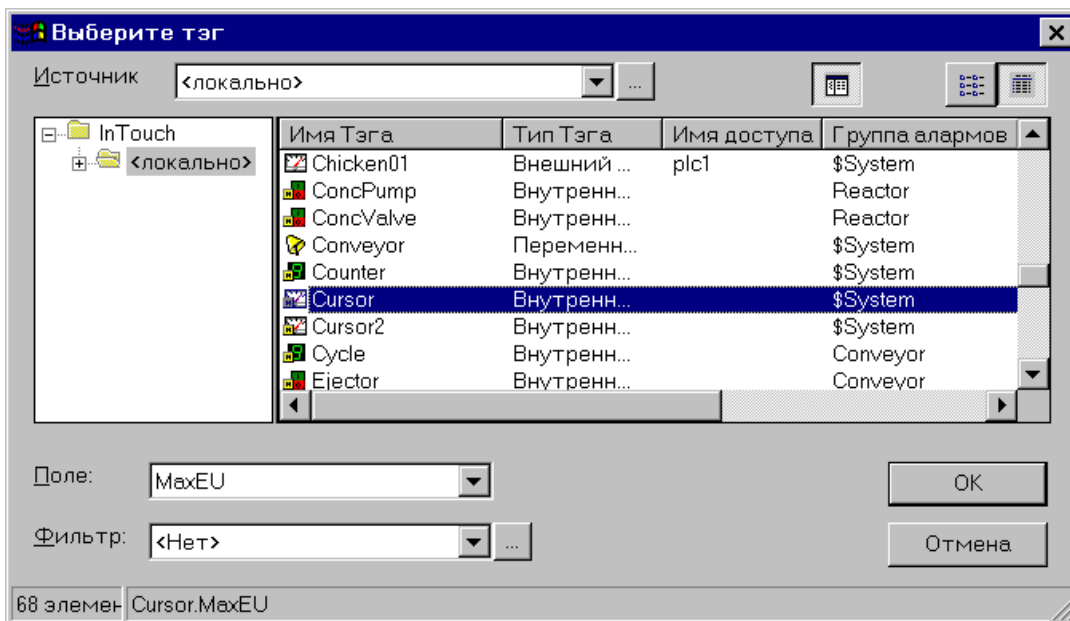 Выберите тэг
Источник <локально> ...
InTouch
<локально>
Имя Тэга Тип Тэга Имя доступа Группа алармов
Chicken01 Внешний ... plc1 $System
ConcPump Внутренн... Reactor
ConcValve Внутренн... Reactor
Conveyor Переменн... $System
Counter Внутренн... $System
Cursor Внутренн... $System
Cursor2 Внутренн... $System
Cycle Внутренн... Conveyor
Ejector Внутренн... Conveyor
Поле: MaxEU OK
Фильтр: <Нет> ... Отмена
68 элемен Cursor.MaxEU